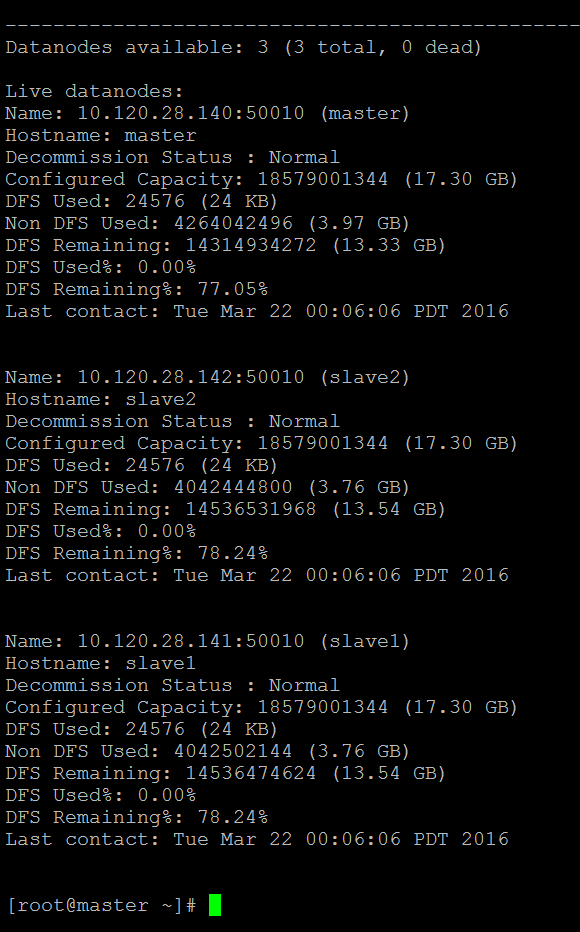 ------------------------------------------------
Datanodes available: 3 (3 total, 0 dead)
Live datanodes:
Name: 10.120.28.140:50010 (master)
Hostname: master
Decommission Status : Normal
Configured Capacity: 18579001344 (17.30 GB)
DFS Used: 24576 (24 KB)
Non DFS Used: 4264042496 (3.97 GB)
DFS Remaining: 14314934272 (13.33 GB)
DFS Used%: 0.00%
DFS Remaining%: 77.05%
Last contact: Tue Mar 22 00:06:06 PDT 2016
Name: 10.120.28.142:50010 (slave2)
Hostname: slave2
Decommission Status : Normal
Configured Capacity: 18579001344 (17.30 GB)
DFS Used: 24576 (24 KB)
Non DFS Used: 4042444800 (3.76 GB)
DFS Remaining: 14536531968 (13.54 GB)
DFS Used%: 0.00%
DFS Remaining%: 78.24%
Last contact: Tue Mar 22 00:06:06 PDT 2016
Name: 10.120.28.141:50010 (slave1)
Hostname: slave1
Decommission Status : Normal
Configured Capacity: 18579001344 (17.30 GB)
DFS Used: 24576 (24 KB)
Non DFS Used: 4042502144 (3.76 GB)
DFS Remaining: 14536474624 (13.54 GB)
DFS Used%: 0.00%
DFS Remaining%: 78.24%
Last contact: Tue Mar 22 00:06:06 PDT 2016
[root@master ~]#